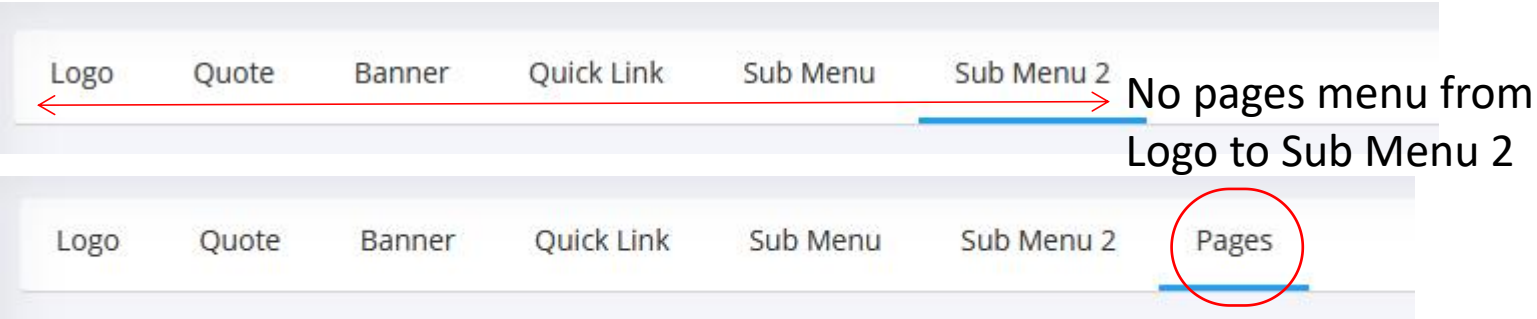 Logo Quote Banner Quick Link Sub Menu Sub Menu 2
No pages menu from
Logo to Sub Menu 2
Logo Quote Banner Quick Link Sub Menu Sub Menu 2 Pages